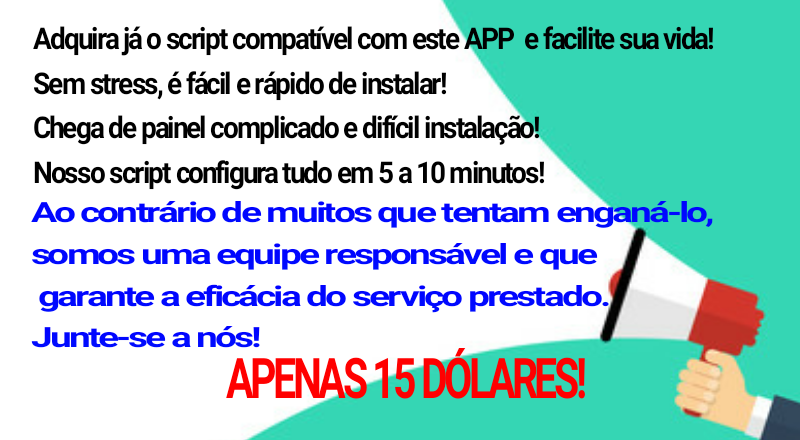 Adquira já o script compatível com este APP e facilite sua vida!
Sem stress, é fácil e rápido de instalar!
Chega de painel complicado e difícil instalação!
Nosso script configura tudo em 5 a 10 minutos!
Ao contrário de muitos que tentam enganá-lo,
somos uma equipe responsável e que
garante a eficácia do serviço prestado.
Junte-se a nós!
APENAS 15 DÓLARES!